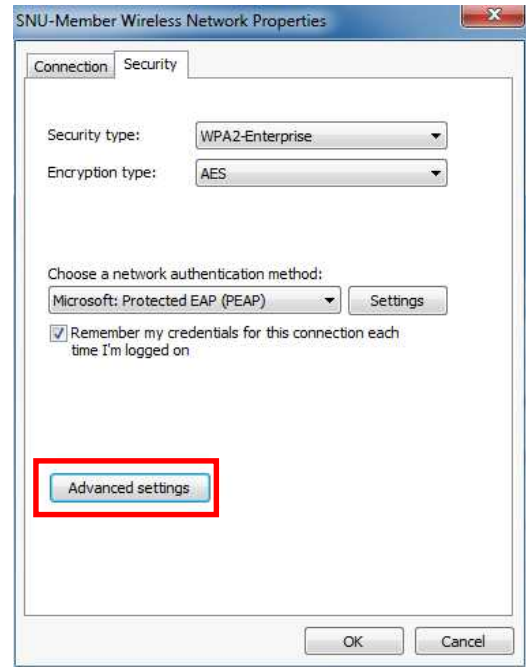 SNU-Member Wireless Network Properties
Connection Security
Security type: WPA2-Enterprise
Encryption type: AES
Choose a network authentication method:
Microsoft: Protected EAP (PEAP) Settings
Remember my credentials for this connection each
time I'm logged on
Advanced settings
OK Cancel